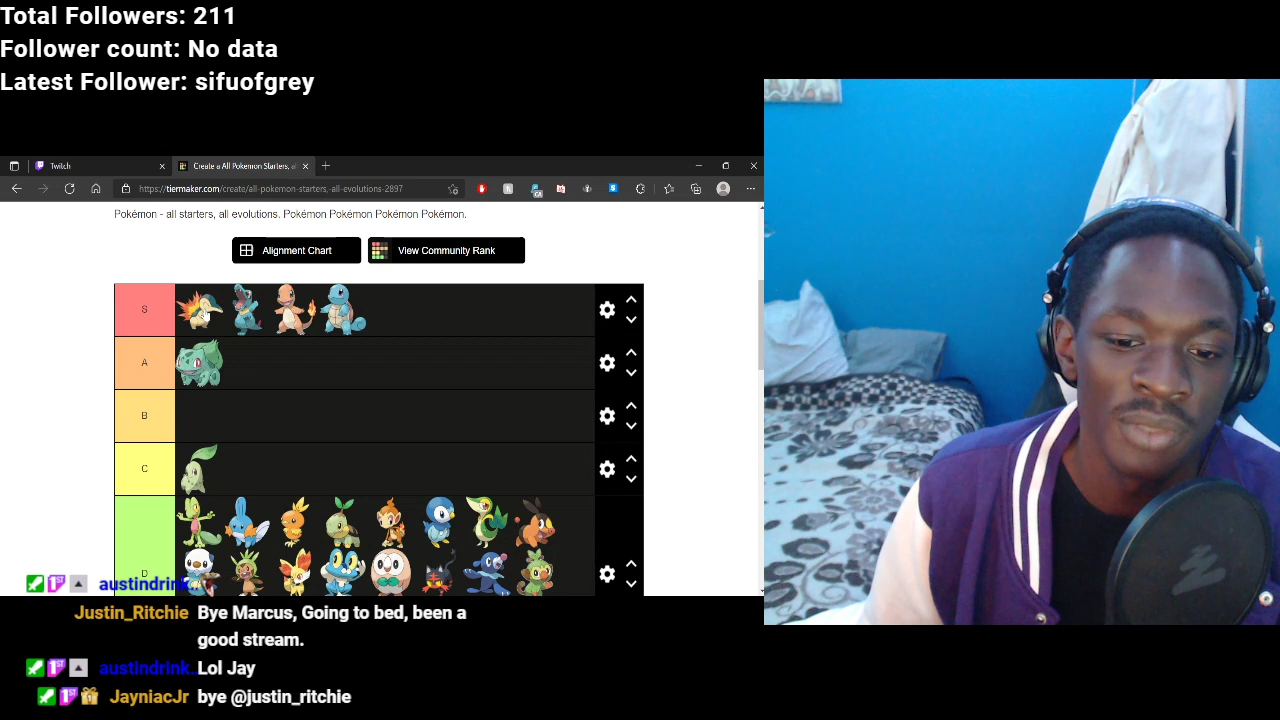 Total Followers: 211
Follower count: No data
Latest Follower: sifuofgrey
Twitch
Create a All Pokemon Starters, a
https://tiermaker.com/create/all-pokemon-starters,-all-evolutions-2897
Pokémon - all starters, all evolutions. Pokémon Pokémon Pokémon Pokémon.
Alignment Chart
View Community Rank
S
A
B
C
D
austindrink..
Justin_Ritchie Bye Marcus, Going to bed, been a
good stream.
austindrink.. Lol Jay
JayniacJr bye @justin_ritchie